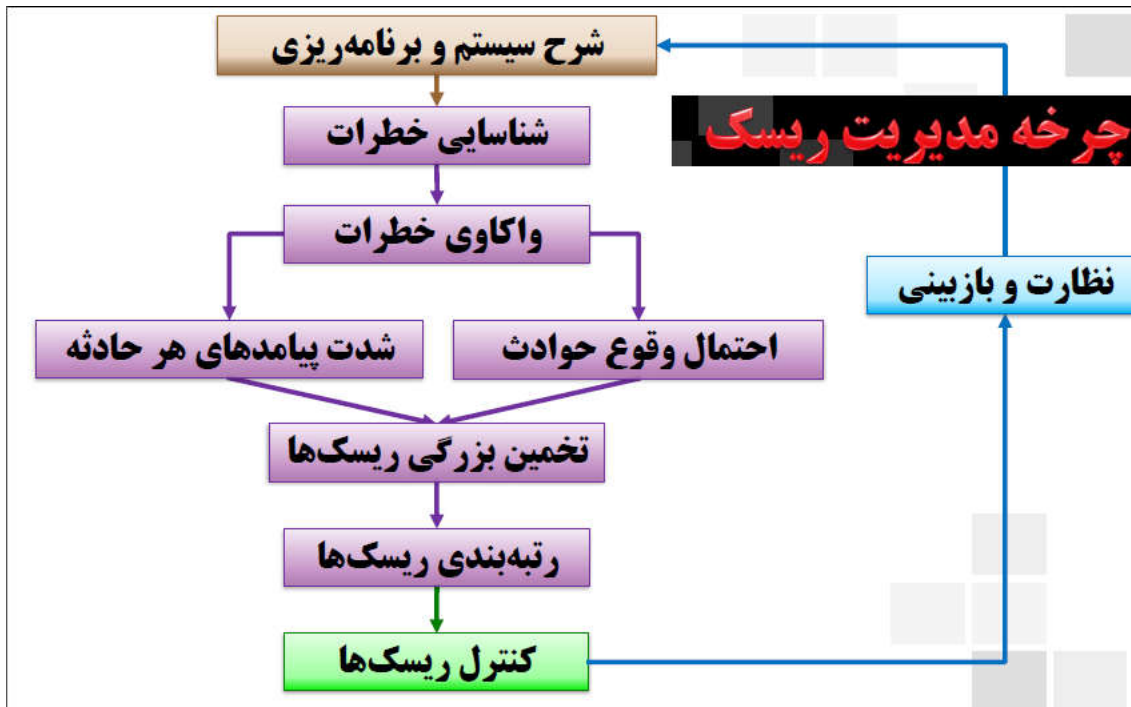 شرح سیستم و برنامه‌ریزی
چرخه مدیریت ریسک
شناسایی خطرات
واکاوی خطرات
نظارت و بازبینی
احتمال وقوع حوادث
شدت پیامدهای هر حادثه
تخمین بزرگی ریسک‌ها
رتبه‌بندی ریسک‌ها
کنترل ریسک‌ها